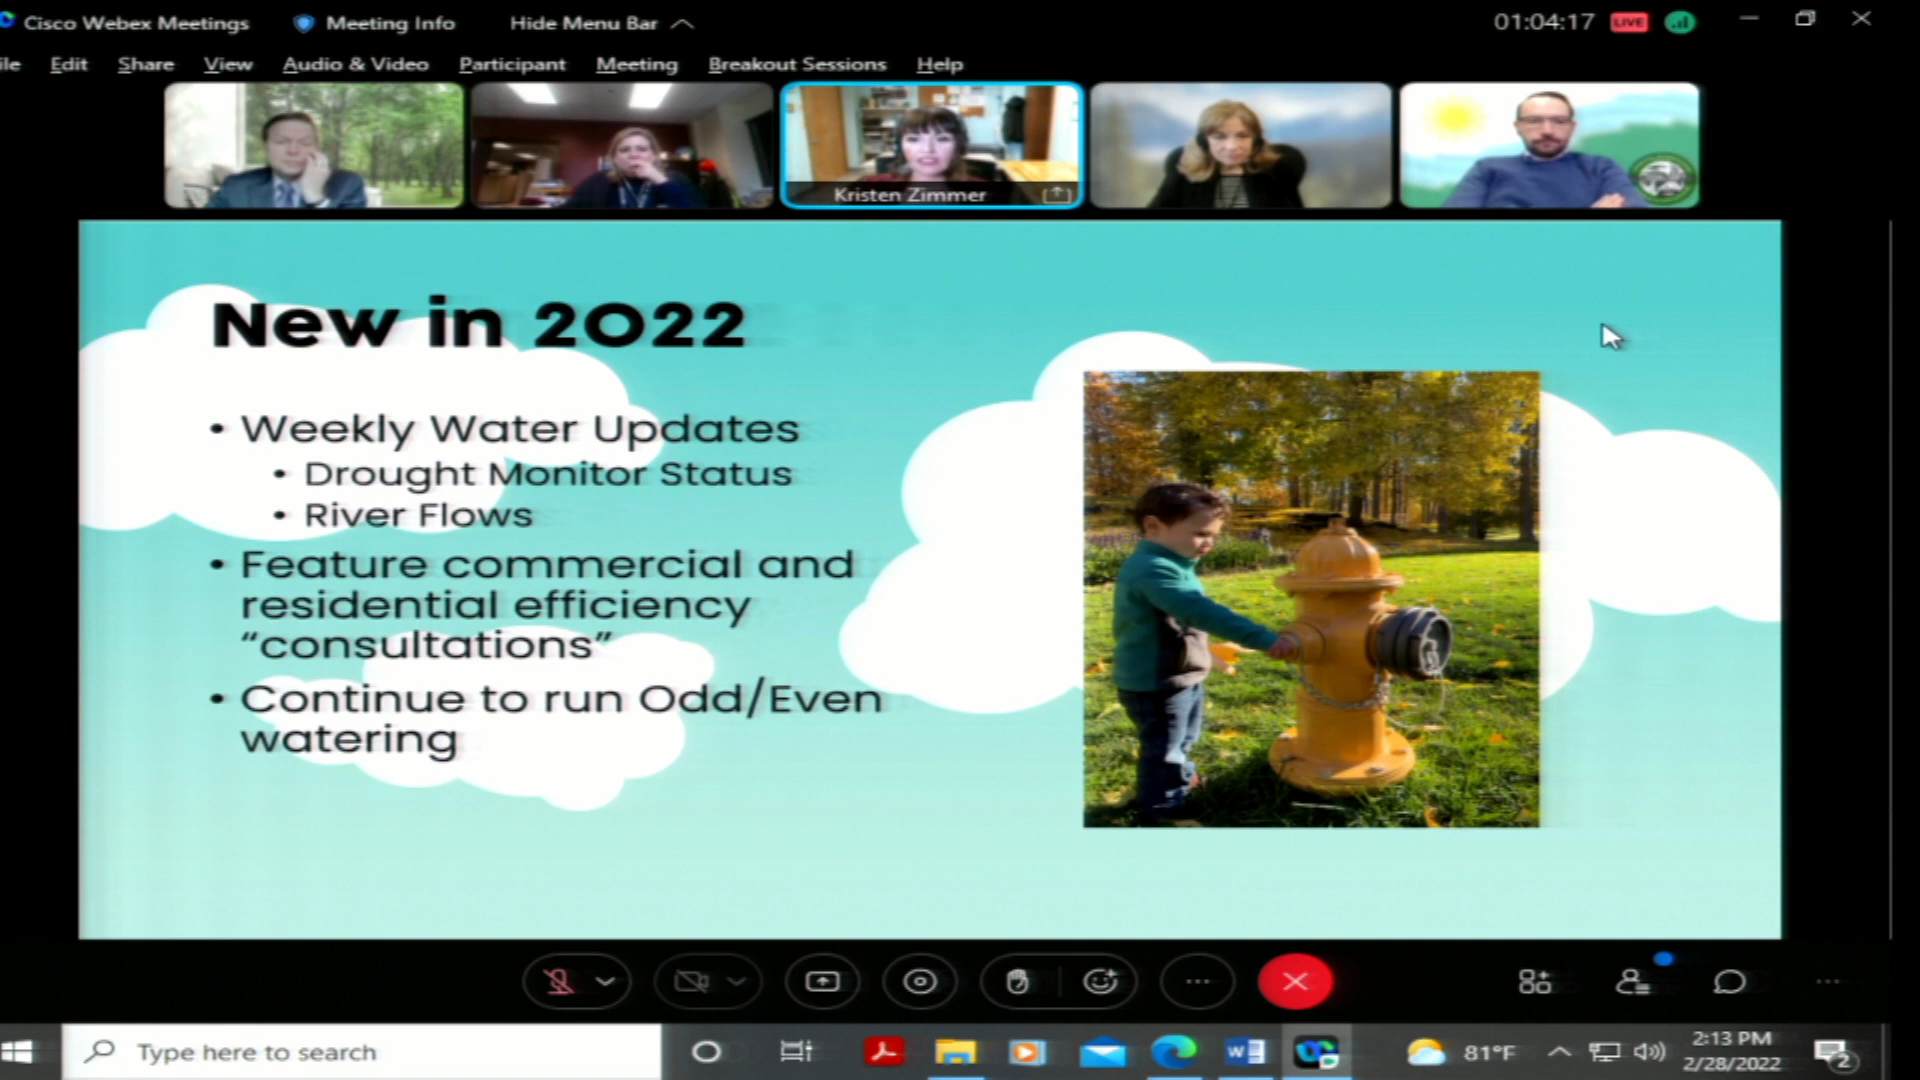 Cisco Webex Meetings
Meeting Info
Hide Menu Bar
01:04:17
LIVE
ile Edit Share View Audio & Video Participant Meeting Breakout Sessions Help
Kristen Zimmer
New in 2022
• Weekly Water Updates
• Drought Monitor Status
• River Flows
• Feature commercial and
residential efficiency
“consultations”
• Continue to run Odd/Even
watering
Type here to search
W
81°F
2:13 PM
2/28/2022
2